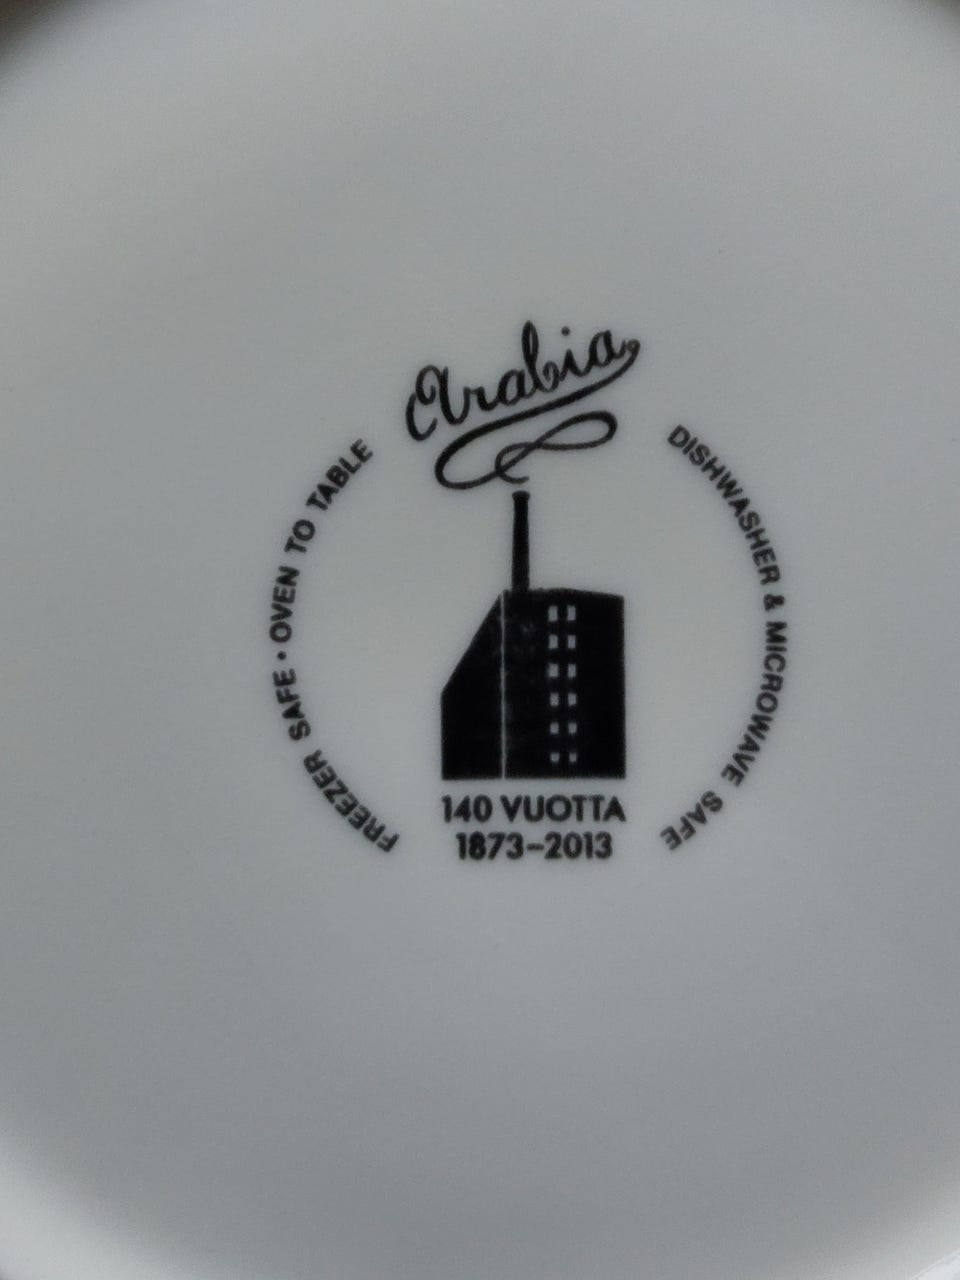 Arabia
FREEZER SAFE • OVEN TO TABLE
DISHWASHER & MICROWAVE SAFE
140 VUOTTA
1873-2013